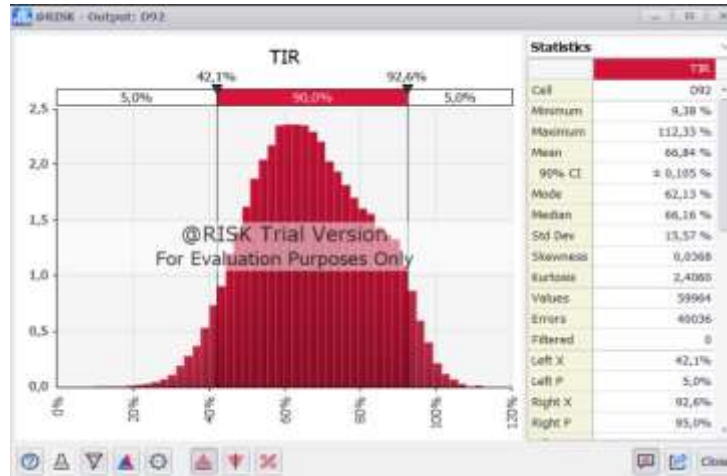 @RISK - Output: D92
TIR
42,1%
92,6%
5,0%
90,0%
5,0%
2,5
2,0
1,5
1,0
0,5
0,0
0%
20%
40%
60%
80%
100%
120%
@RISK Trial Version
For Evaluation Purposes Only
Statistics
TIR
Cell D92
Minimum 9,38 %
Maximum 112,33 %
Mean 66,84 %
90% CI ± 0,105 %
Mode 62,13 %
Median 66,16 %
Std Dev 15,57 %
Skewness 0,0368
Kurtosis 2,4060
Values 59964
Errors 40036
Filtered 0
Left X 42,1%
Left P 5,0%
Right X 92,6%
Right P 95,0%